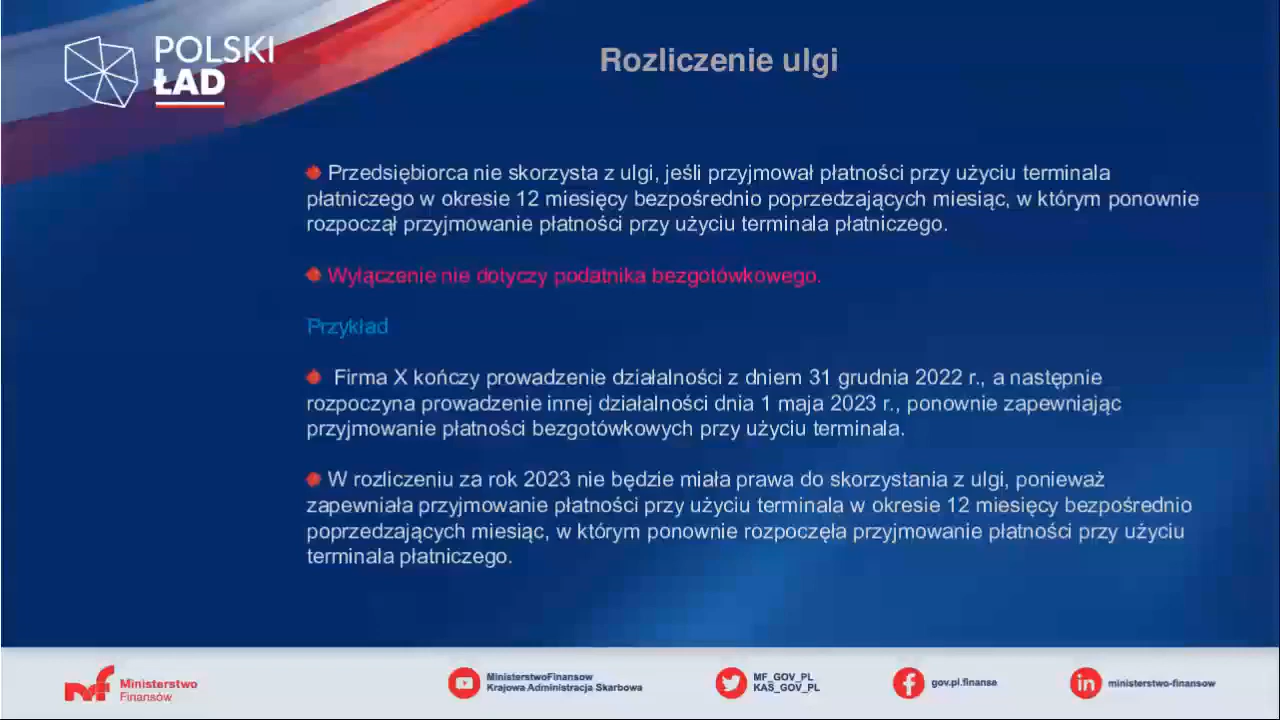 POLSKI
ŁAD
Rozliczenie ulgi
Przedsiębiorca nie skorzysta z ulgi, jeśli przyjmował płatności przy użyciu terminala
płatniczego w okresie 12 miesięcy bezpośrednio poprzedzających miesiąc, w którym ponownie
rozpoczął przyjmowanie płatności przy użyciu terminala płatniczego.
Wyłączenie nie dotyczy podatnika bezgotówkowego.
Przykład
Firma X kończy prowadzenie działalności z dniem 31 grudnia 2022 r., a następnie
rozpoczyna prowadzenie innej działalności dnia 1 maja 2023 r., ponownie zapewniając
przyjmowanie płatności bezgotówkowych przy użyciu terminala.
W rozliczeniu za rok 2023 nie będzie miała prawa do skorzystania z ulgi, ponieważ
zapewniała przyjmowanie płatności przy użyciu terminala w okresie 12 miesięcy bezpośrednio
poprzedzających miesiąc, w którym ponownie rozpoczęła przyjmowanie płatności przy użyciu
terminala płatniczego.
Ministerstwo
Finansów
MinisterstwoFinansow
Krajowa Administracja Skarbowa
MF_GOV_PL
KAS_GOV_PL
gov.pl.finanse
ministerstwo-finansow